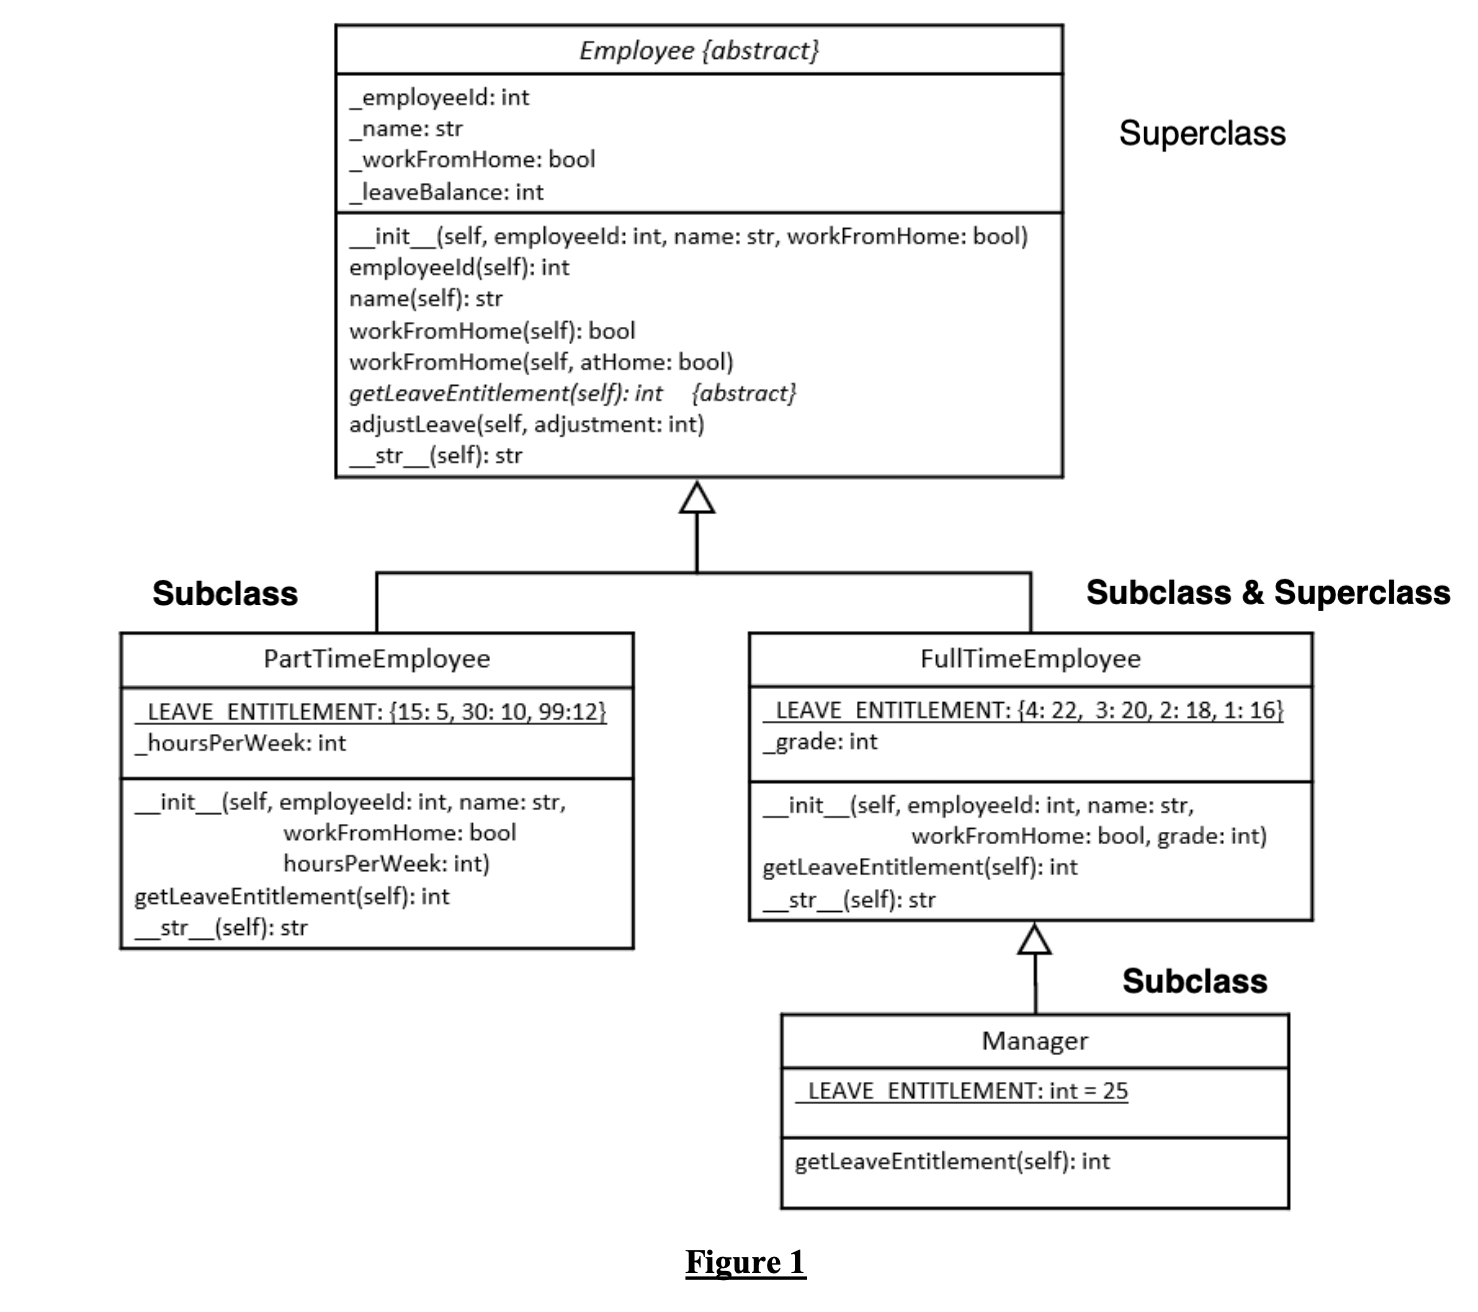 Employee {abstract}
_employeeId: int
_name: str
_workFromHome: bool
_leaveBalance: int
Superclass
__init__(self, employeeId: int, name: str, workFromHome: bool)
employeeId(self): int
name(self): str
workFromHome(self): bool
workFromHome(self, atHome: bool)
getLeaveEntitlement(self): int {abstract}
adjustLeave(self, adjustment: int)
__str__(self): str
Subclass
PartTimeEmployee
_LEAVE_ENTITLEMENT: {15: 5, 30: 10, 99:12}
_hoursPerWeek: int
__init__(self, employeeId: int, name: str,
workFromHome: bool
hoursPerWeek: int)
getLeaveEntitlement(self): int
__str__(self): str
Subclass & Superclass
FullTimeEmployee
_LEAVE_ENTITLEMENT: {4: 22, 3: 20, 2: 18, 1: 16}
_grade: int
__init__(self, employeeId: int, name: str,
workFromHome: bool, grade: int)
getLeaveEntitlement(self): int
__str__(self): str
Subclass
Manager
_LEAVE_ENTITLEMENT: int = 25
getLeaveEntitlement(self): int
Figure 1